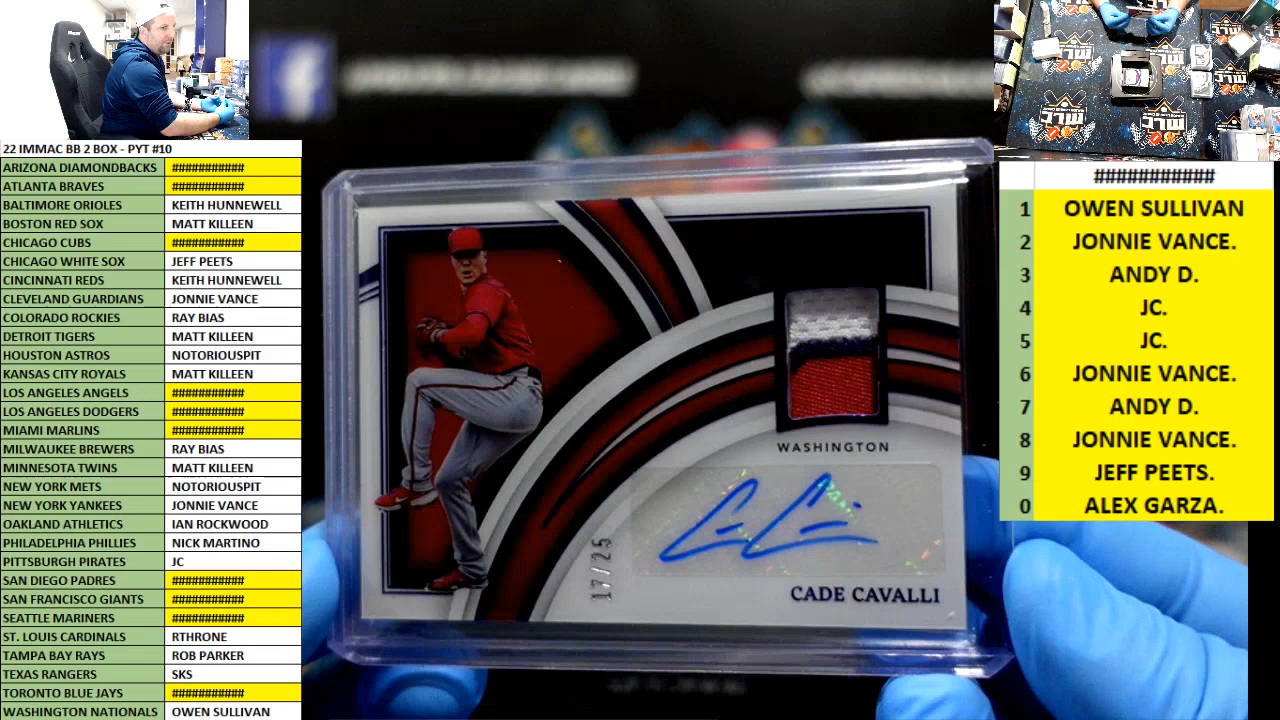 22 IMMAC BB 2 BOX - PYT #10
ARIZONA DIAMONDBACKS ###########
ATLANTA BRAVES ###########
BALTIMORE ORIOLES KEITH HUNNEWELL
BOSTON RED SOX MATT KILLEEN
CHICAGO CUBS ###########
CHICAGO WHITE SOX JEFF PEETS
CINCINNATI REDS KEITH HUNNEWELL
CLEVELAND GUARDIANS JONNIE VANCE
COLORADO ROCKIES RAY BIAS
DETROIT TIGERS MATT KILLEEN
HOUSTON ASTROS NOTORIOUSPIT
KANSAS CITY ROYALS MATT KILLEEN
LOS ANGELES ANGELS ###########
LOS ANGELES DODGERS ###########
MIAMI MARLINS ###########
MILWAUKEE BREWERS RAY BIAS
MINNESOTA TWINS MATT KILLEEN
NEW YORK METS NOTORIOUSPIT
NEW YORK YANKEES JONNIE VANCE
OAKLAND ATHLETICS IAN ROCKWOOD
PHILADELPHIA PHILLIES NICK MARTINO
PITTSBURGH PIRATES JC
SAN DIEGO PADRES ###########
SAN FRANCISCO GIANTS ###########
SEATTLE MARINERS ###########
ST. LOUIS CARDINALS RTHRONE
TAMPA BAY RAYS ROB PARKER
TEXAS RANGERS SKS
TORONTO BLUE JAYS ###########
WASHINGTON NATIONALS OWEN SULLIVAN
WASHINGTON
17/25
CADE CAVALLI
###########
1 OWEN SULLIVAN
2 JONNIE VANCE.
3 ANDY D.
4 JC.
5 JC.
6 JONNIE VANCE.
7 ANDY D.
8 JONNIE VANCE.
9 JEFF PEETS.
0 ALEX GARZA.